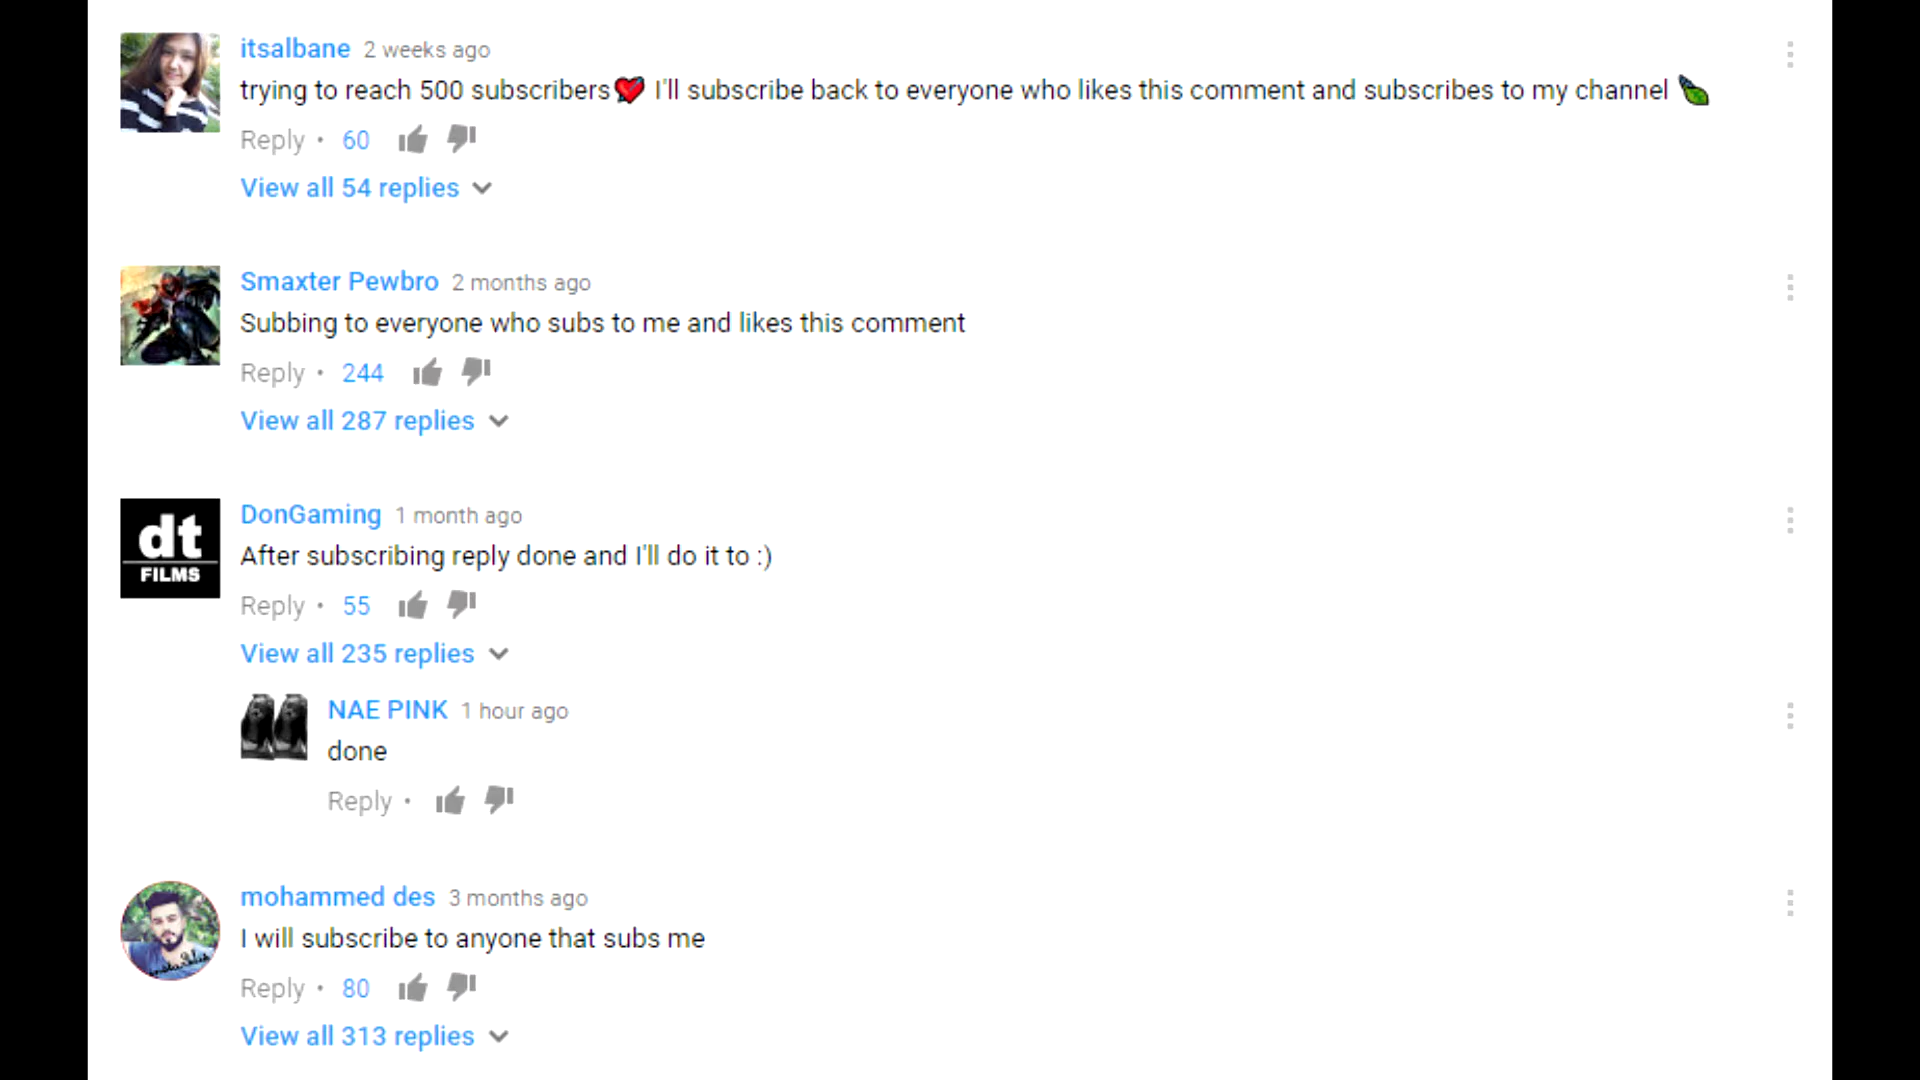 itsalbane 2 weeks ago
trying to reach 500 subscribers💘 I'll subscribe back to everyone who likes this comment and subscribes to my channel 🍃
Reply • 60
View all 54 replies
Smaxter Pewbro 2 months ago
Subbing to everyone who subs to me and likes this comment
Reply • 244
View all 287 replies
dt
FILMS
DonGaming 1 month ago
After subscribing reply done and I'll do it to :)
Reply • 55
View all 235 replies
NAE PINK 1 hour ago
done
Reply •
mohammed des 3 months ago
I will subscribe to anyone that subs me
Reply • 80
View all 313 replies